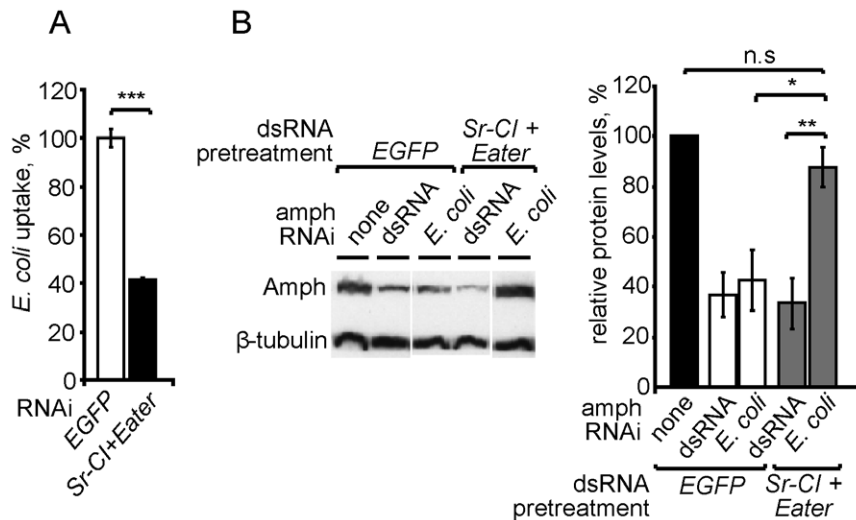 A
E. coli uptake, %
120
100
80
60
40
20
0
***
RNAi
EGFP
Sr-CI+Eater
B
dsRNA
pretreatment
EGFP
Sr-CI +
Eater
amph
RNAi
none
dsRNA
E. coli
dsRNA
E. coli
Amph
β-tubulin
relative protein levels, %
120
100
80
60
40
20
0
n.s
*
**
amph
RNAi
none
dsRNA
E. coli
dsRNA
E. coli
dsRNA
pretreatment
EGFP
Sr-CI +
Eater